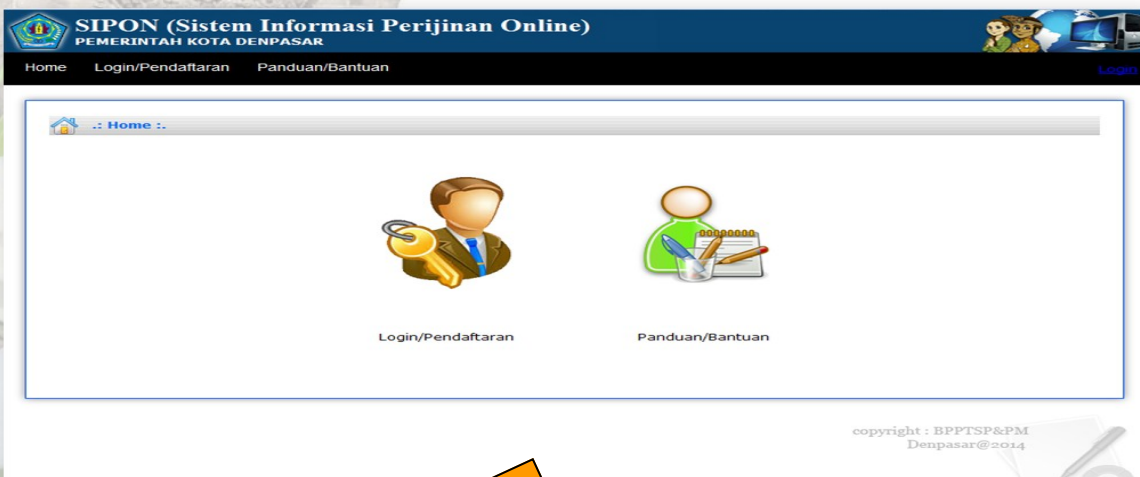 SIPON (Sistem Informasi Perijinan Online)
PEMERINTAH KOTA DENPASAR
Home Login/Pendaftaran Panduan/Bantuan Login
.: Home :.
Login/Pendaftaran Panduan/Bantuan
copyright : BPPTSP&PM
Denpasar@2014